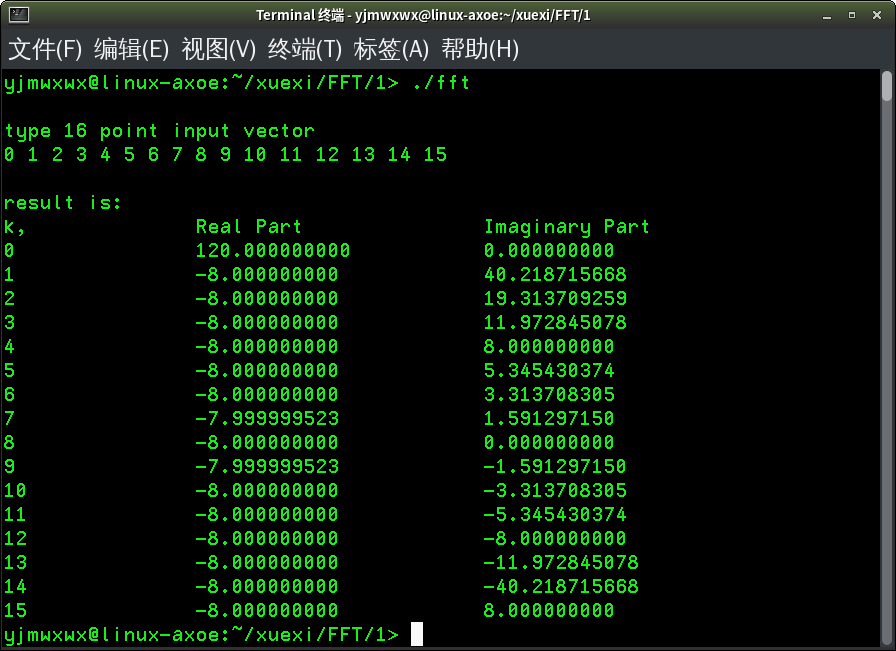 Terminal 终端 - yjmwxwx@linux-axoe:~/xuexi/FFT/1
文件(F) 编辑(E) 视图(V) 终端(T) 标签(A) 帮助(H)
yjmwxwx@linux-axoe:~/xuexi/FFT/1> ./fft
type 16 point input vector
0 1 2 3 4 5 6 7 8 9 10 11 12 13 14 15
result is:
k, Real Part Imaginary Part
0 120.000000000 0.000000000
1 -8.000000000 40.218715668
2 -8.000000000 19.313709259
3 -8.000000000 11.972845078
4 -8.000000000 8.000000000
5 -8.000000000 5.345430374
6 -8.000000000 3.313708305
7 -7.999999523 1.591297150
8 -8.000000000 0.000000000
9 -7.999999523 -1.591297150
10 -8.000000000 -3.313708305
11 -8.000000000 -5.345430374
12 -8.000000000 -8.000000000
13 -8.000000000 -11.972845078
14 -8.000000000 -40.218715668
15 -8.000000000 8.000000000
yjmwxwx@linux-axoe:~/xuexi/FFT/1>